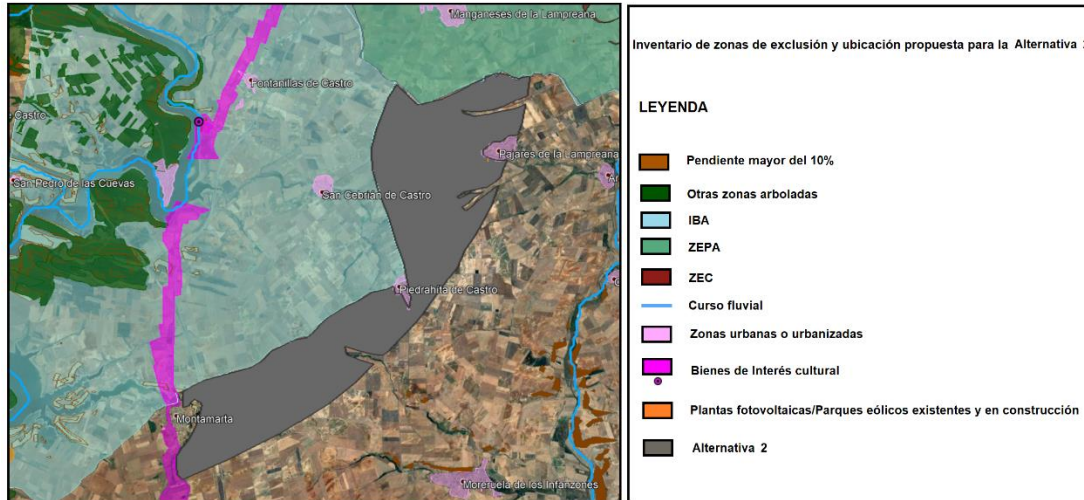 Manganeses de la Lampreana
Fontanillas de Castro
Castro
Pajares de la Lampreana
San Pedro de las Cuevas
San Cebrián de Castro
Piedrahita de Castro
Montamarta
Moreruela de los Infanzones
Inventario de zonas de exclusión y ubicación propuesta para la Alternativa
LEYENDA
Pendiente mayor del 10%
Otras zonas arboladas
IBA
ZEPA
ZEC
Curso fluvial
Zonas urbanas o urbanizadas
Bienes de Interés cultural
Plantas fotovoltaicas/Parques eólicos existentes y en construcción
Alternativa 2